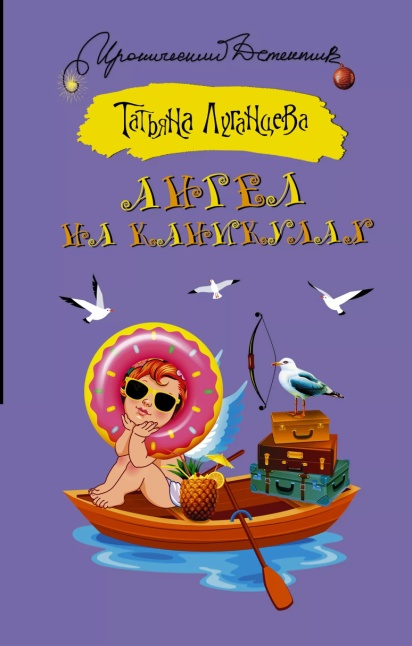 Иронический Детектив
Татьяна Луганцева
АНГЕЛ
НА КАНИКУЛАХ